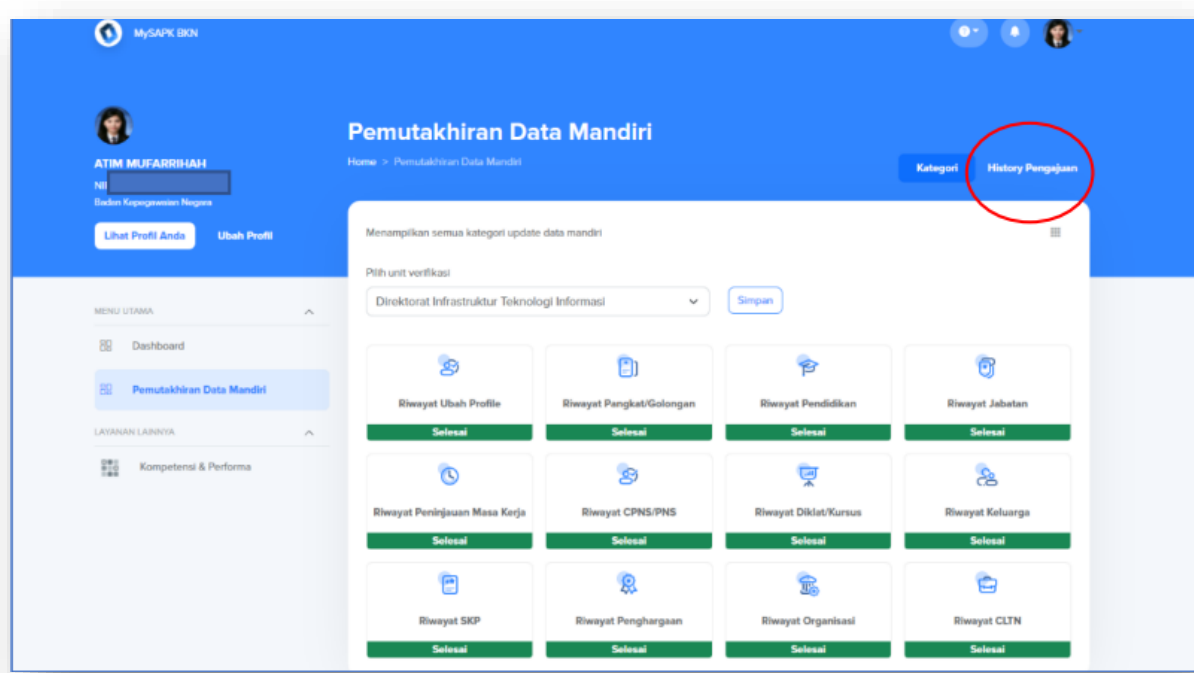 MySAPK BKN
ATIM MUFARRIHAH
NI
Badan Kepegawaian Negara
Lihat Profil Anda Ubah Profil
MENU UTAMA
Dashboard
Pemutakhiran Data Mandiri
LAYANAN LAINNYA
Kompetensi & Performa
Pemutakhiran Data Mandiri
Home > Pemutakhiran Data Mandiri
Kategori History Pengajuan
Menampilkan semua kategori update data mandiri
Pilih unit verifikasi
Direktorat Infrastruktur Teknologi Informasi Simpan
Riwayat Ubah Profile Riwayat Pangkat/Golongan Riwayat Pendidikan Riwayat Jabatan
Selesai Selesai Selesai Selesai
Riwayat Peninjauan Masa Kerja Riwayat CPNS/PNS Riwayat Diklat/Kursus Riwayat Keluarga
Selesai Selesai Selesai Selesai
Riwayat SKP Riwayat Penghargaan Riwayat Organisasi Riwayat CLTN
Selesai Selesai Selesai Selesai